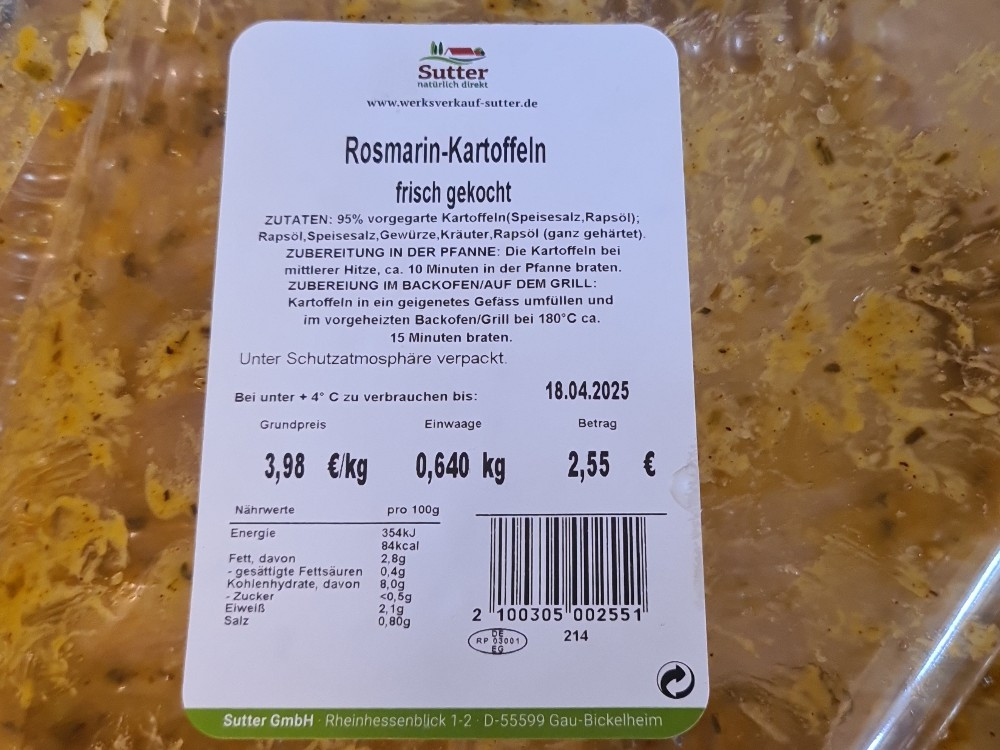 Sutter
natürlich direkt
www.werksverkauf-sutter.de
Rosmarin-Kartoffeln
frisch gekocht
ZUTATEN: 95% vorgegarte Kartoffeln(Speisesalz,Rapsöl);
Rapsöl,Speisesalz,Gewürze,Kräuter,Rapsöl (ganz gehärtet).
ZUBEREITUNG IN DER PFANNE: Die Kartoffeln bei
mittlerer Hitze, ca. 10 Minuten in der Pfanne braten.
ZUBEREIUNG IM BACKOFEN/AUF DEM GRILL:
Kartoffeln in ein geigenetes Gefäss umfüllen und
im vorgeheizten Backofen/Grill bei 180°C ca.
15 Minuten braten.
Unter Schutzatmosphäre verpackt.
Bei unter + 4° C zu verbrauchen bis: 18.04.2025
Grundpreis Einwaage Betrag
3,98 €/kg 0,640 kg 2,55 €
Nährwerte pro 100g
Energie 354kJ
84kcal
Fett, davon 2,8g
- gesättigte Fettsäuren 0,4g
Kohlenhydrate, davon 8,0g
- Zucker <0,5g
Eiweiß 2,1g
Salz 0,80g
2 100305 002551
214
DE
RP 03001
EG
Sutter GmbH · Rheinhessenblick 1-2 · D-55599 Gau-Bickelheim